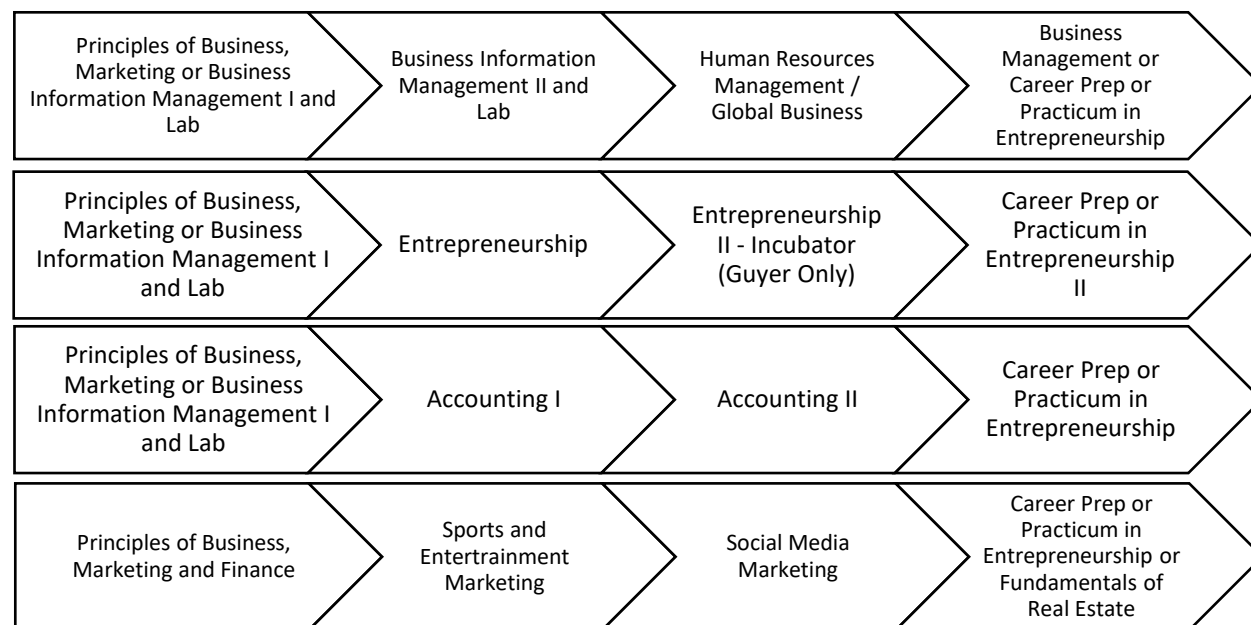 Principles of Business,
Marketing or Business
Information Management I and
Lab
Business Information
Management II and
Lab
Human Resources
Management /
Global Business
Business
Management or
Career Prep or
Practicum in
Entrepreneurship
Principles of Business,
Marketing or Business
Information Management I
and Lab
Entrepreneurship
Entrepreneurship
II - Incubator
(Guyer Only)
Career Prep or
Practicum in
Entrepreneurship
II
Principles of Business,
Marketing or Business
Information Management I
and Lab
Accounting I
Accounting II
Career Prep or
Practicum in
Entrepreneurship
Principles of Business,
Marketing and Finance
Sports and
Entertrainment
Marketing
Social Media
Marketing
Career Prep or
Practicum in
Entrepreneurship or
Fundamentals of
Real Estate